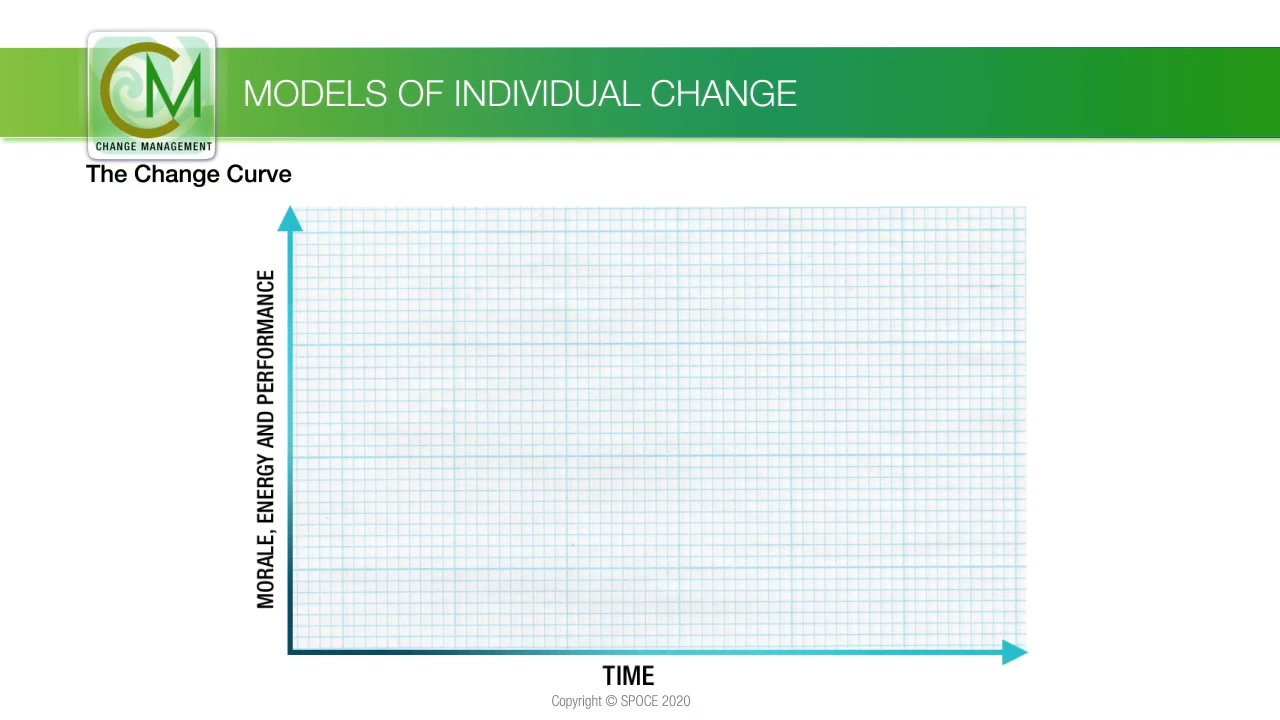 MODELS OF INDIVIDUAL CHANGE
CM
CHANGE MANAGEMENT
The Change Curve
MORALE, ENERGY AND PERFORMANCE
TIME
Copyright © SPOCE 2020